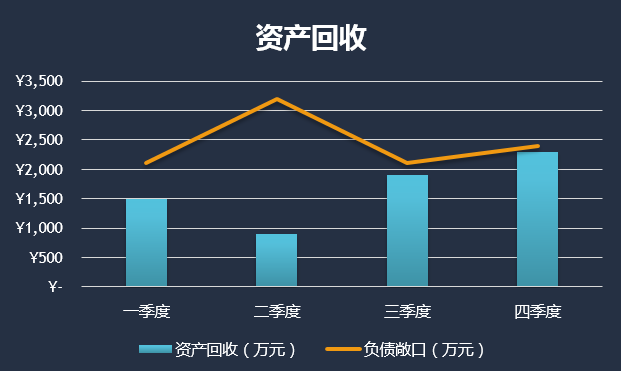 资产回收
¥3,500
¥3,000
¥2,500
¥2,000
¥1,500
¥1,000
¥500
¥-
一季度 二季度 三季度 四季度
资产回收（万元） 负债敞口（万元）